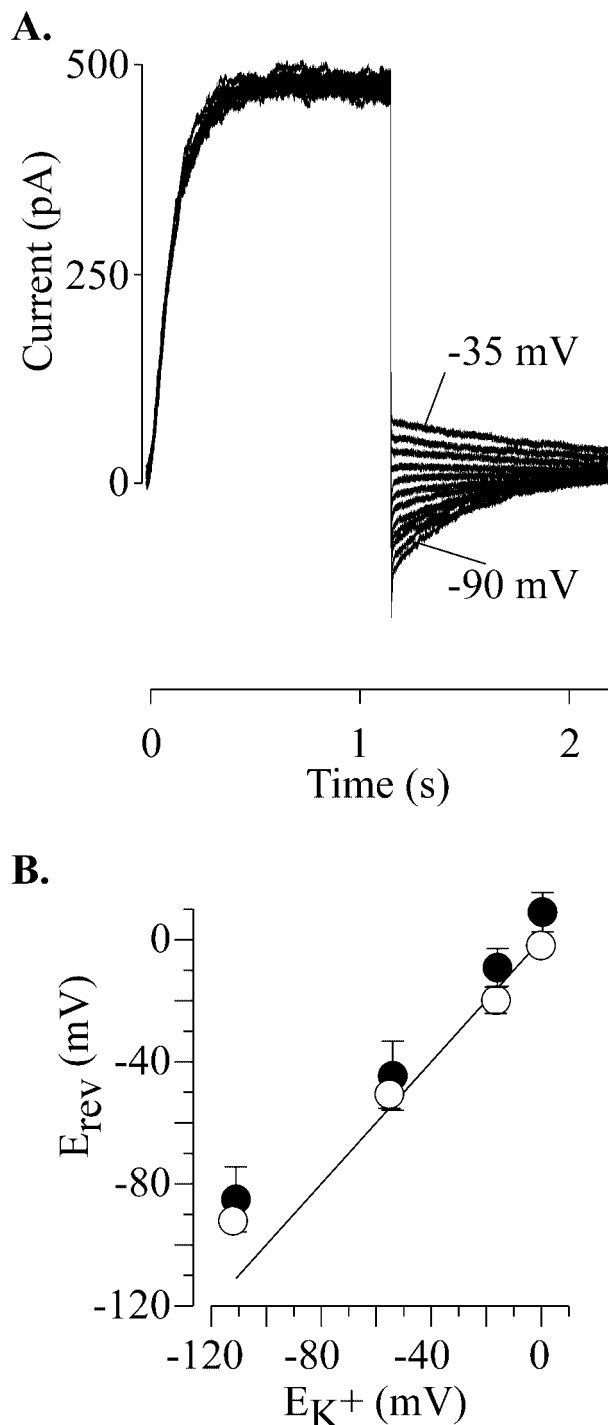 A.
500
250
0
Current (pA)
-35 mV
-90 mV
0 1 2
Time (s)
B.
0
-40
-80
-120
Erev (mV)
-120 -80 -40 0
EK+ (mV)